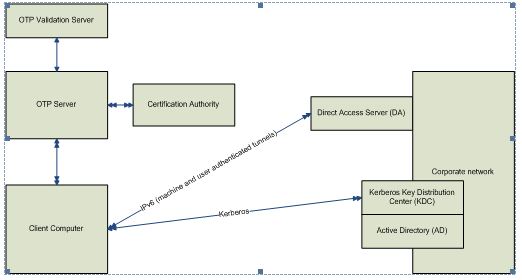 OTP Validation Server
OTP Server
Certification Authority
Direct Access Server (DA)
Corporate network
IPv6 (machine and user authenticated tunnels)
Kerberos Key Distribution
Center (KDC)
Kerberos
Client Computer
Active Directory (AD)